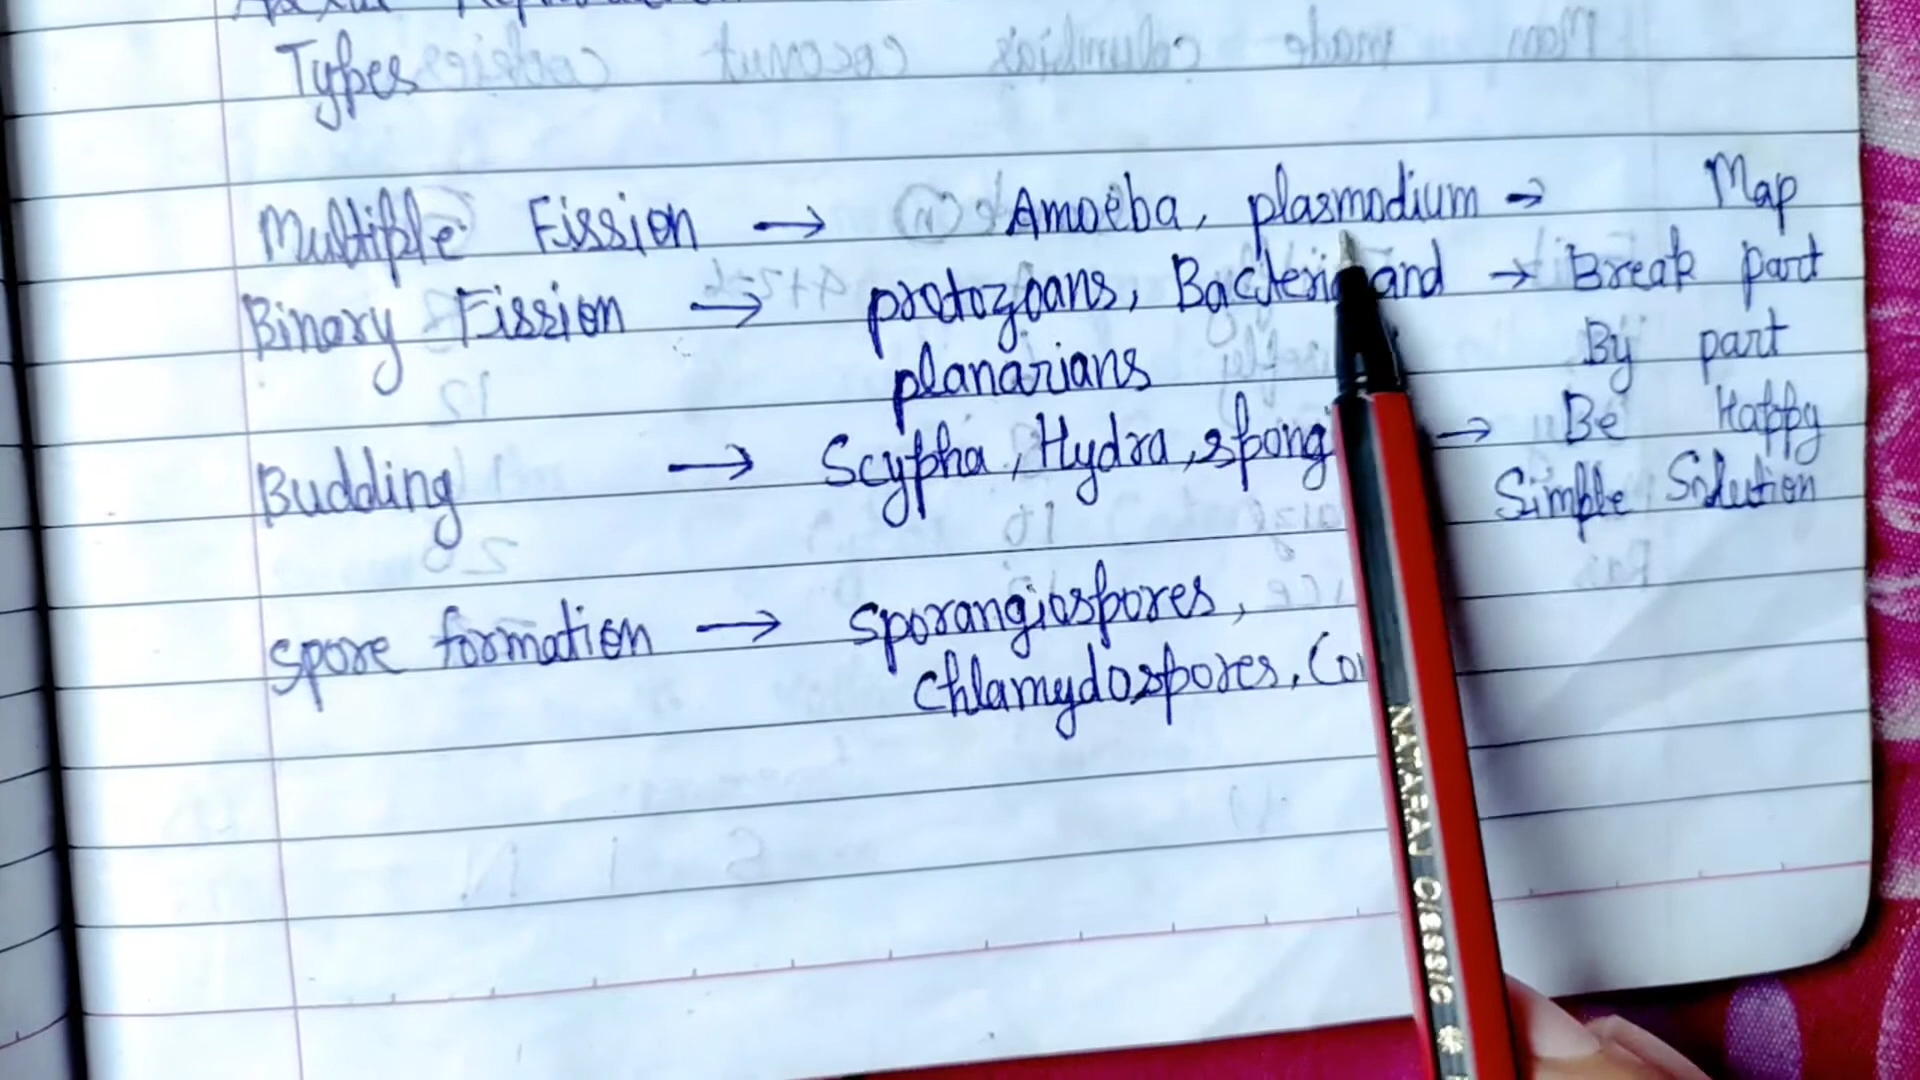 Types
Multiple Fission → Amoeba, plasmodium → Map
Binary Fission → protozoans, Bacteria and → Break part
planarians By part
Budding → Scypha, Hydra, spong → Be Happy
Simple Solution
spore formation → sporangiospores,
chlamydospores, Co
NATARAJ Classic